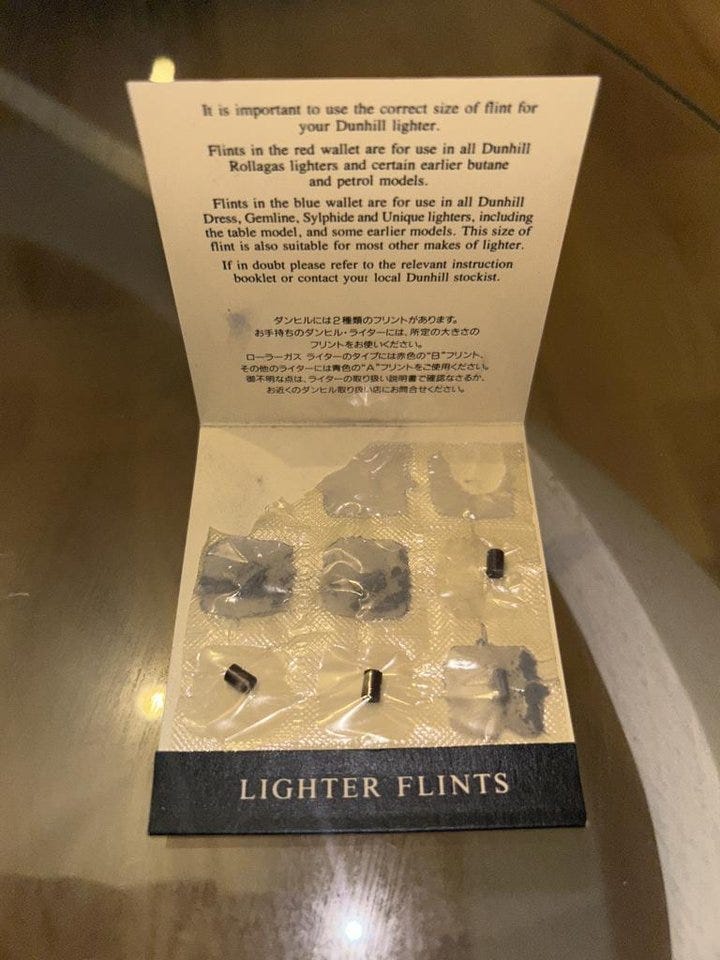 It is important to use the correct size of flint for
your Dunhill lighter.
Flints in the red wallet are for use in all Dunhill
Rollagas lighters and certain earlier butane
and petrol models.
Flints in the blue wallet are for use in all Dunhill
Dress, Gemline, Sylphide and Unique lighters, including
the table model, and some earlier models. This size of
flint is also suitable for most other makes of lighter.
If in doubt please refer to the relevant instruction
booklet or contact your local Dunhill stockist.
ダンヒルには2種類のフリントがあります。
お手持ちのダンヒル・ライターには、所定の大きさの
フリントをお使いください。
ローラーガス ライターのタイプには赤色の“B”フリント、
その他のライターには青色の“A”フリントをご使用ください。
御不明な点は、ライターの取り扱い説明書で確認なさるか、
お近くのダンヒル取り扱い店にお問合せください。
LIGHTER FLINTS